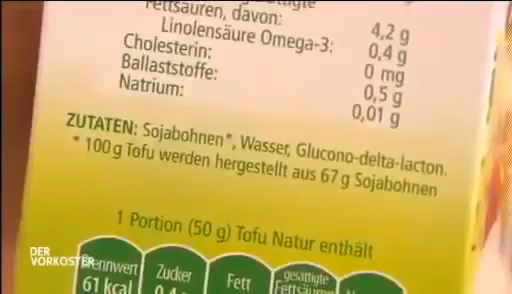 Fettsäuren, davon: 4,2 g
Linolensäure Omega-3: 0,4 g
Cholesterin: 0 mg
Ballaststoffe: 0,5 g
Natrium: 0,01 g
ZUTATEN: Sojabohnen*, Wasser, Glucono-delta-lacton.
* 100 g Tofu werden hergestellt aus 67 g Sojabohnen
1 Portion (50 g) Tofu Natur enthält
Brennwert Zucker Fett gesättigte
61 kcal Fettsäuren
DER
VORKOSTER